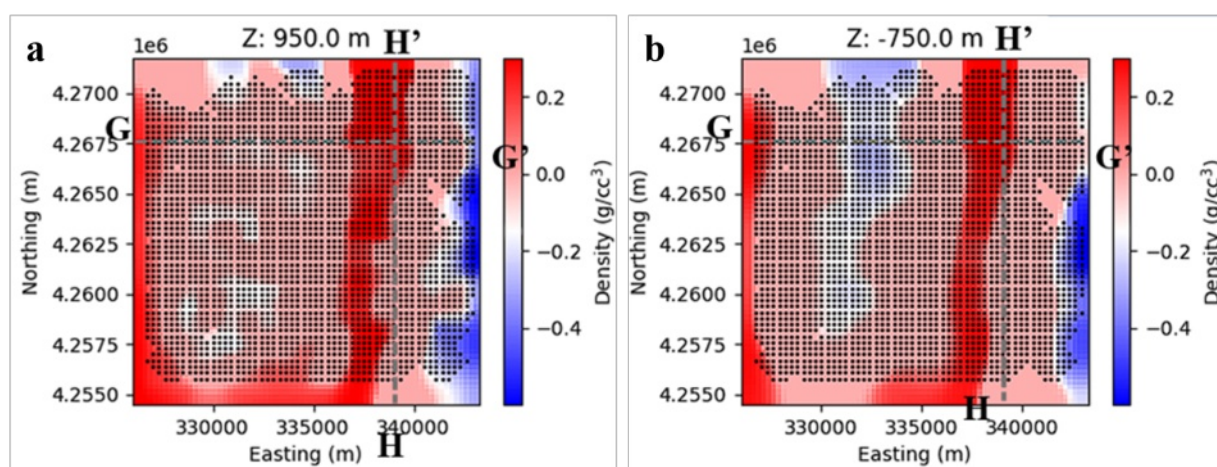 a
Z: 950.0 m
H'
1e6
4.2700
4.2675
4.2650
4.2625
4.2600
4.2575
4.2550
Northing (m)
G
G'
330000 335000 340000
Easting (m)
H
0.2
0.0
−0.2
−0.4
Density (g/cc³)
b
Z: -750.0 m
H'
1e6
4.2700
4.2675
4.2650
4.2625
4.2600
4.2575
4.2550
Northing (m)
G
G'
330000 335000 340000
Easting (m)
H
0.2
0.0
−0.2
−0.4
Density (g/cc³)